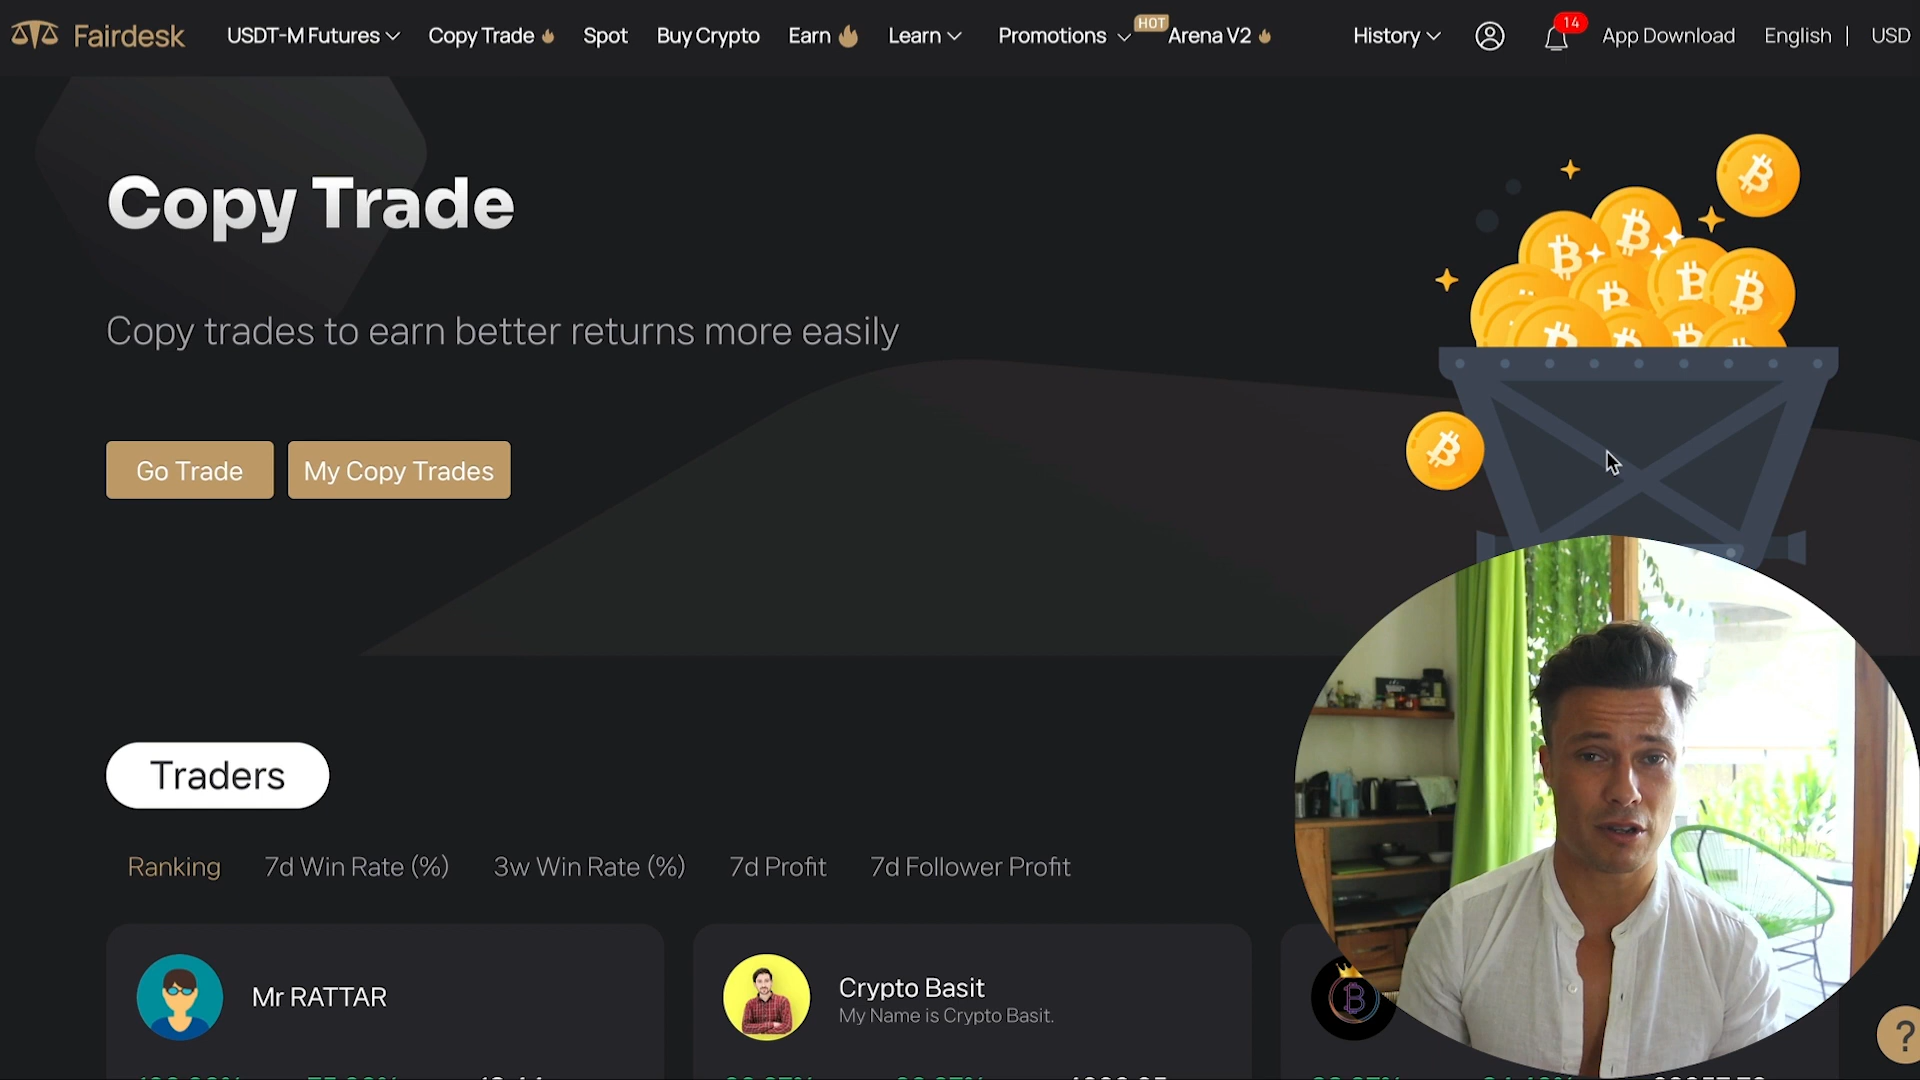 Fairdesk
USDT-M Futures
Copy Trade
Spot
Buy Crypto
Earn
Learn
Promotions
HOT
Arena V2
History
14
App Download
English |
USD
Copy Trade
Copy trades to earn better returns more easily
Go Trade
My Copy Trades
Traders
Ranking
7d Win Rate (%)
3w Win Rate (%)
7d Profit
7d Follower Profit
Mr RATTAR
Crypto Basit
My Name is Crypto Basit.
?